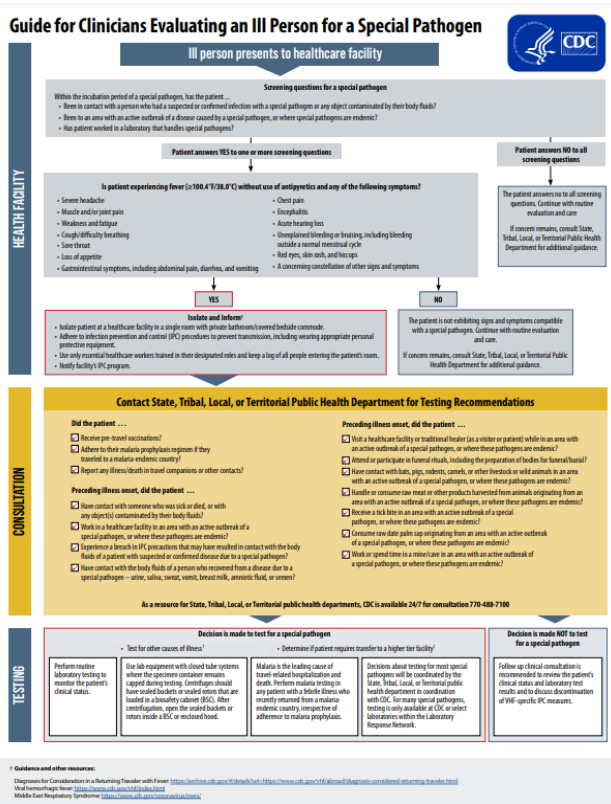 Guide for Clinicians Evaluating an Ill Person for a Special Pathogen
CDC
Ill person presents to healthcare facility
HEALTH FACILITY
Screening questions for a special pathogen
Within the incubation period of a special pathogen, has the patient ...
• Been in contact with a person who had a suspected or confirmed infection with a special pathogen or any object contaminated by their body fluids?
• Been to an area with an active outbreak of a disease caused by a special pathogen, or where special pathogens are endemic?
• Has patient worked in a laboratory that handles special pathogens?
Patient answers YES to one or more screening questions
Patient answers NO to all
screening questions
Is patient experiencing fever (≥100.4°F/38.0°C) without use of antipyretics and any of the following symptoms?
• Severe headache
• Muscle and/or joint pain
• Weakness and fatigue
• Cough/difficulty breathing
• Sore throat
• Loss of appetite
• Gastrointestinal symptoms, including abdominal pain, diarrhea, and vomiting
• Chest pain
• Encephalitis
• Acute hearing loss
• Unexplained bleeding or bruising, including bleeding
outside a normal menstrual cycle
• Red eyes, skin rash, and hiccups
• A concerning constellation of other signs and symptoms
The patient answers no to all screening
questions. Continue with routine
evaluation and care
If concern remains, consult State,
Tribal, Local, or Territorial Public Health
Department for additional guidance.
YES
NO
Isolate and Inform†
• Isolate patient at a healthcare facility in a single room with private bathroom/covered bedside commode.
• Adhere to infection prevention and control (IPC) procedures to prevent transmission, including wearing appropriate personal
protective equipment.
• Use only essential healthcare workers trained in their designated roles and keep a log of all people entering the patient's room.
• Notify facility's IPC program.
The patient is not exhibiting signs and symptoms compatible
with a special pathogen. Continue with routine evaluation
and care.
If concern remains, consult State, Tribal, Local, or Territorial Public
Health Department for additional guidance.
CONSULTATION
Contact State, Tribal, Local, or Territorial Public Health Department for Testing Recommendations
Did the patient ...
Receive pre-travel vaccinations?
Adhere to their malaria prophylaxis regimen if they
traveled to a malaria-endemic country?
Report any illness/death in travel companions or other contacts?
Preceding illness onset, did the patient ...
Have contact with someone who was sick or died, or with
any object(s) contaminated by their body fluids?
Work in a healthcare facility in an area with an active outbreak of a
special pathogen, or where these pathogens are endemic?
Experience a breach in IPC precautions that may have resulted in contact with the body
fluids of a patient with suspected or confirmed disease due to a special pathogen?
Have contact with the body fluids of a person who recovered from a disease due to a
special pathogen – urine, saliva, sweat, vomit, breast milk, amniotic fluid, or semen?
Preceding illness onset, did the patient ...
Visit a healthcare facility or traditional healer (as a visitor or patient) while in an area with
an active outbreak of a special pathogen, or where these pathogens are endemic?
Attend or participate in funeral rituals, including the preparation of bodies for funeral/burial?
Have contact with bats, pigs, rodents, camels, or other livestock or wild animals in an area
with an active outbreak of a special pathogen, or where these pathogens are endemic?
Handle or consume raw meat or other products harvested from animals originating from an
area with an active outbreak of a special pathogen, or where these pathogens are endemic?
Receive a tick bite in an area with an active outbreak of a special
pathogen, or where these pathogens are endemic?
Consume raw date palm sap originating from an area with an active outbreak
of a special pathogen, or where these pathogens are endemic?
Work or spend time in a mine/cave in an area with an active outbreak of
a special pathogen, or where these pathogens are endemic?
As a resource for State, Tribal, Local, or Territorial public health departments, CDC is available 24/7 for consultation 770-488-7100
TESTING
Decision is made to test for a special pathogen
• Test for other causes of illness†
• Determine if patient requires transfer to a higher tier facility†
Perform routine
laboratory testing to
monitor the patient's
clinical status.
Use lab equipment with closed tube systems
where the specimen container remains
capped during testing. Centrifuges should
have sealed buckets or sealed rotors that are
loaded in a biosafety cabinet (BSC). After
centrifugation, open the sealed buckets or
rotors inside a BSC or enclosed hood.
Malaria is the leading cause of
travel-related hospitalization and
death. Perform malaria testing in
any patient with a febrile illness who
recently returned from a malaria-
endemic country, irrespective of
adherence to malaria prophylaxis.
Decisions about testing for most special
pathogens will be coordinated by the
State, Tribal, Local, or Territorial public
health department in coordination
with CDC. For many special pathogens,
testing is only available at CDC or select
laboratories within the Laboratory
Response Network.
Decision is made NOT to test
for a special pathogen
Follow up clinical consultation is
recommended to review the patient's
clinical status and laboratory test
results and to discuss discontinuation
of VHF-specific IPC measures.
† Guidance and other resources:
Diagnoses for Consideration in a Returning Traveler with Fever: https://archive.cdc.gov/#/details?url=https://www.cdc.gov/vhf/abroad/diagnosis-considered-returning-traveler.html
Viral hemorrhagic fever: https://www.cdc.gov/vhf/index.html
Middle East Respiratory Syndrome: https://www.cdc.gov/coronavirus/mers/